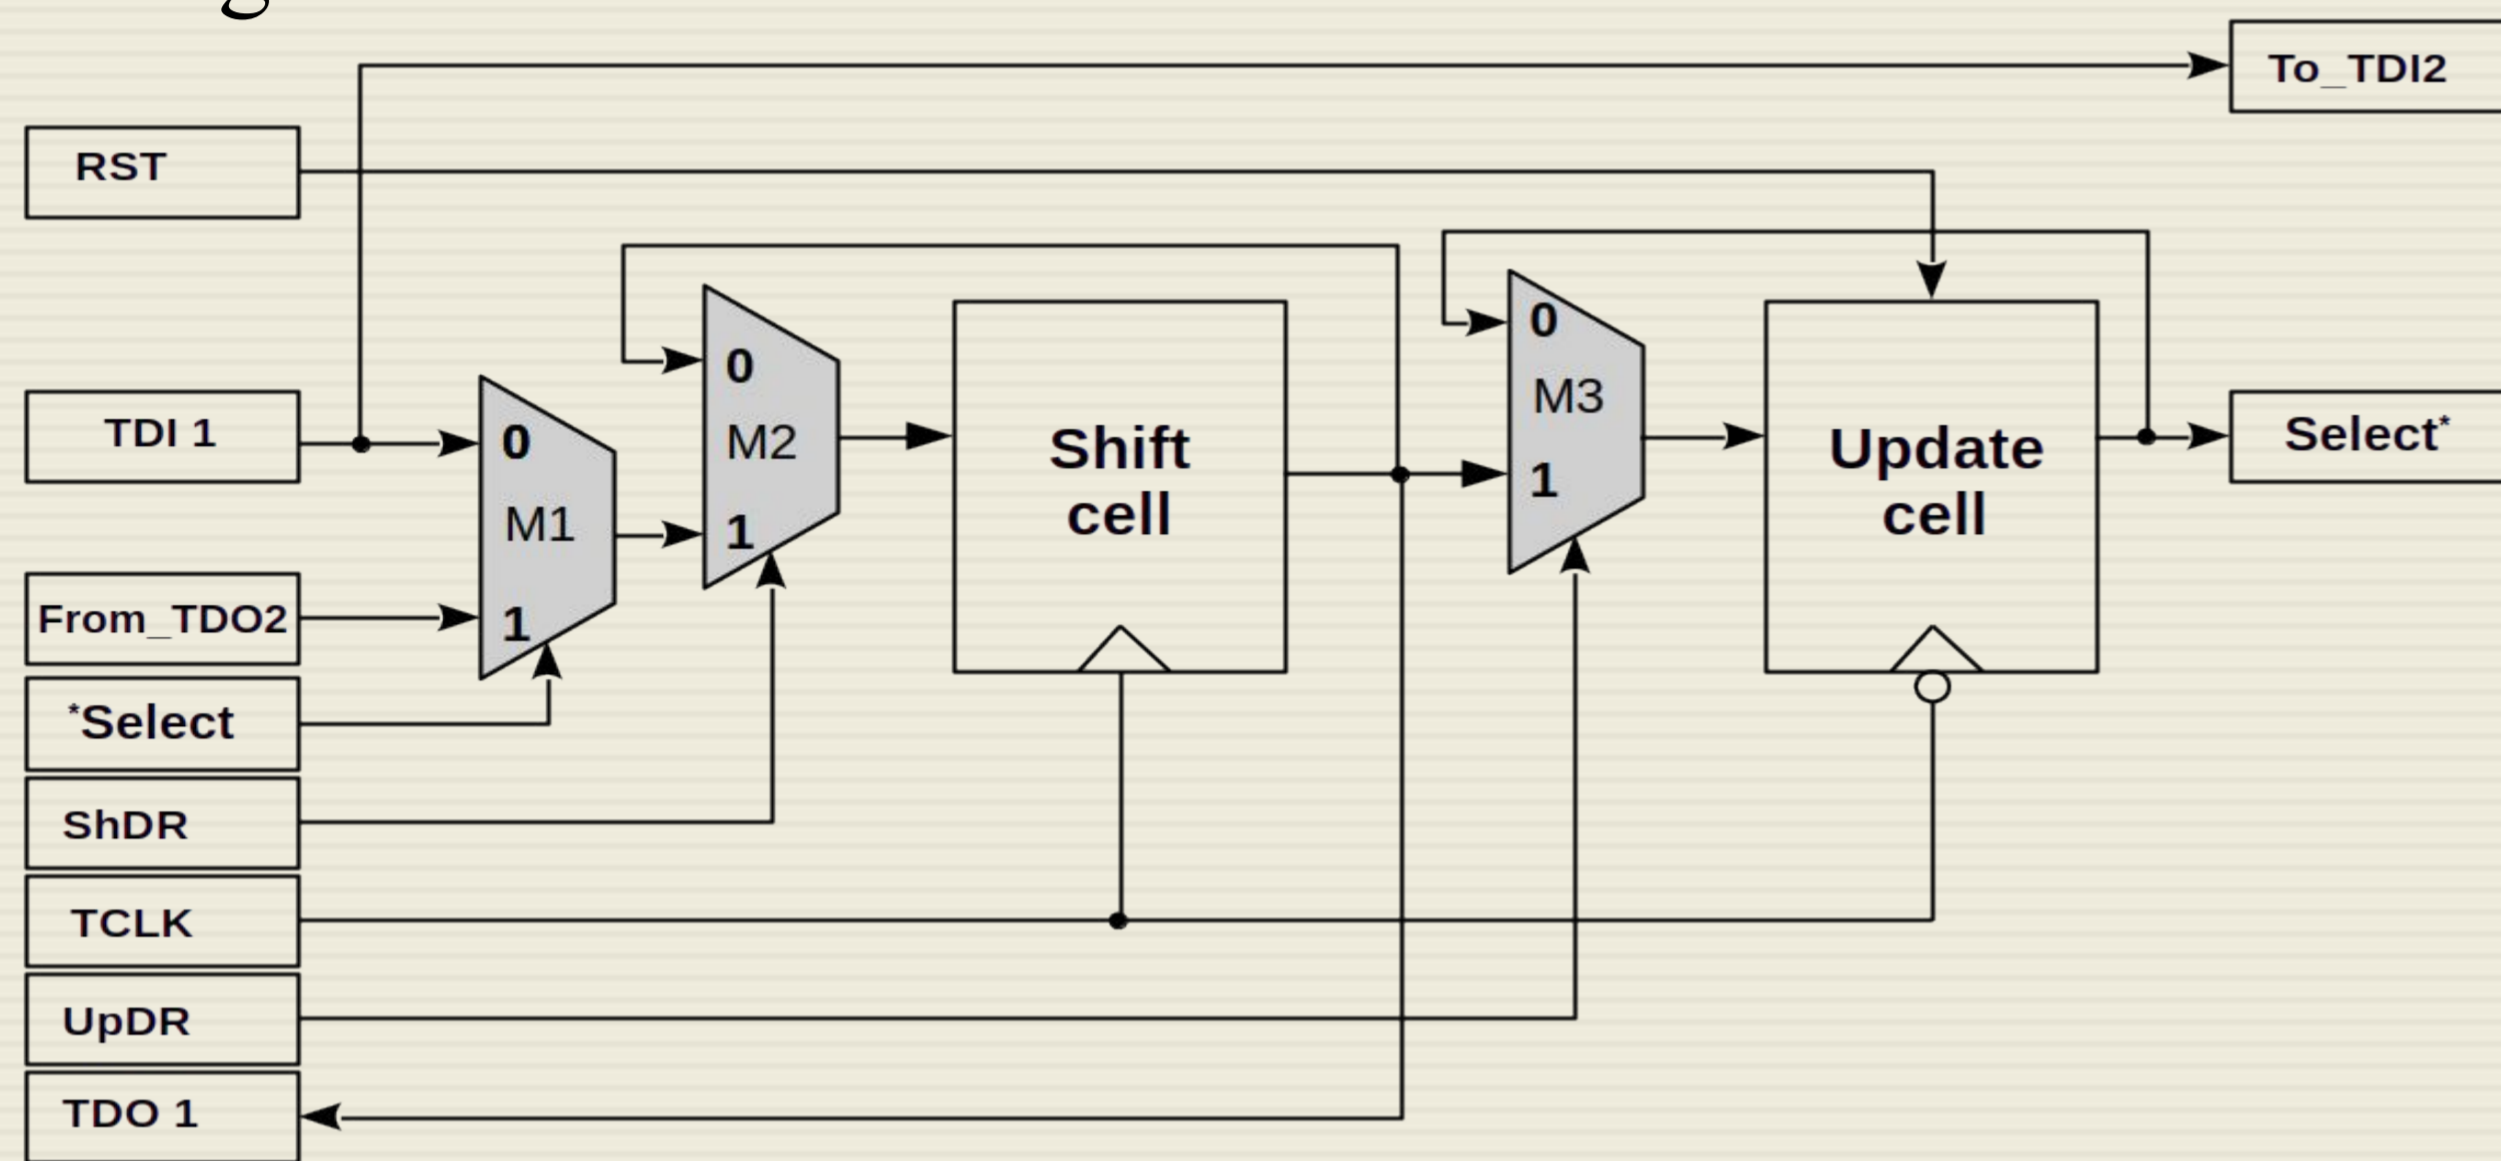 To_TDI2
RST
TDI 1
0
M1
1
0
M2
1
Shift
cell
0
M3
1
Update
cell
Select*
From_TDO2
*Select
ShDR
TCLK
UpDR
TDO 1